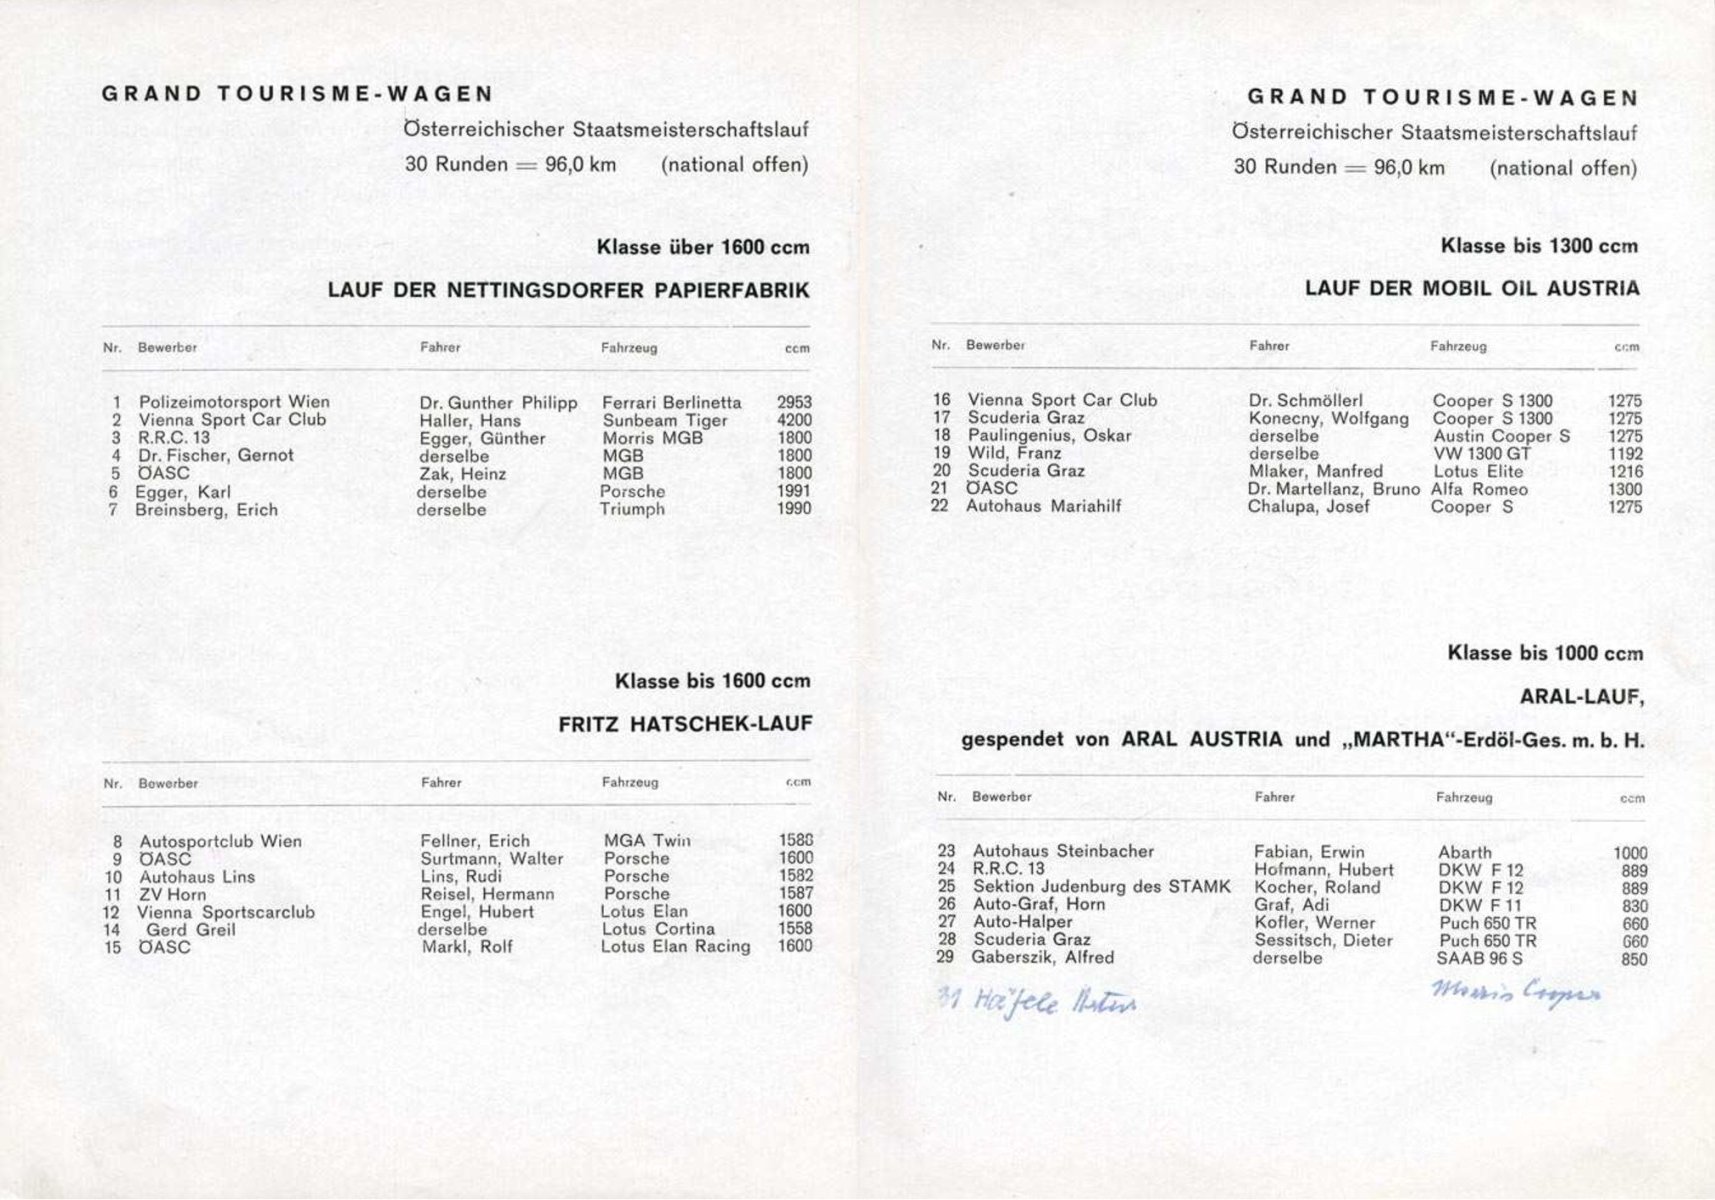 GRAND TOURISME-WAGEN
Österreichischer Staatsmeisterschaftslauf
30 Runden = 96,0 km (national offen)
Klasse über 1600 ccm
LAUF DER NETTINGSDORFER PAPIERFABRIK
Nr. Bewerber Fahrer Fahrzeug ccm
1 Polizeimotorsport Wien Dr. Gunther Philipp Ferrari Berlinetta 2953
2 Vienna Sport Car Club Haller, Hans Sunbeam Tiger 4200
3 R.R.C. 13 Egger, Günther Morris MGB 1800
4 Dr. Fischer, Gernot derselbe MGB 1800
5 ÖASC Zak, Heinz MGB 1800
6 Egger, Karl derselbe Porsche 1991
7 Breinsberg, Erich derselbe Triumph 1990
Klasse bis 1600 ccm
FRITZ HATSCHEK-LAUF
Nr. Bewerber Fahrer Fahrzeug ccm
8 Autosportclub Wien Fellner, Erich MGA Twin 1588
9 ÖASC Surtmann, Walter Porsche 1600
10 Autohaus Lins Lins, Rudi Porsche 1582
11 ZV Horn Reisel, Hermann Porsche 1587
12 Vienna Sportscarclub Engel, Hubert Lotus Elan 1600
14 Gerd Greil derselbe Lotus Cortina 1558
15 ÖASC Markl, Rolf Lotus Elan Racing 1600
GRAND TOURISME-WAGEN
Österreichischer Staatsmeisterschaftslauf
30 Runden = 96,0 km (national offen)
Klasse bis 1300 ccm
LAUF DER MOBIL OIL AUSTRIA
Nr. Bewerber Fahrer Fahrzeug ccm
16 Vienna Sport Car Club Dr. Schmöllerl Cooper S 1300 1275
17 Scuderia Graz Konecny, Wolfgang Cooper S 1300 1275
18 Paulingenius, Oskar derselbe Austin Cooper S 1275
19 Wild, Franz derselbe VW 1300 GT 1192
20 Scuderia Graz Mlaker, Manfred Lotus Elite 1216
21 ÖASC Dr. Martellanz, Bruno Alfa Romeo 1300
22 Autohaus Mariahilf Chalupa, Josef Cooper S 1275
Klasse bis 1000 ccm
ARAL-LAUF,
gespendet von ARAL AUSTRIA und „MARTHA“-Erdöl-Ges. m. b. H.
Nr. Bewerber Fahrer Fahrzeug ccm
23 Autohaus Steinbacher Fabian, Erwin Abarth 1000
24 R.R.C. 13 Hofmann, Hubert DKW F 12 889
25 Sektion Judenburg des STAMK Kocher, Roland DKW F 12 889
26 Auto-Graf, Horn Graf, Adi DKW F 11 830
27 Auto-Halper Kofler, Werner Puch 650 TR 660
28 Scuderia Graz Sessitsch, Dieter Puch 650 TR 660
29 Gaberszik, Alfred derselbe SAAB 96 S 850
31 Häfele Artur Morris Cooper